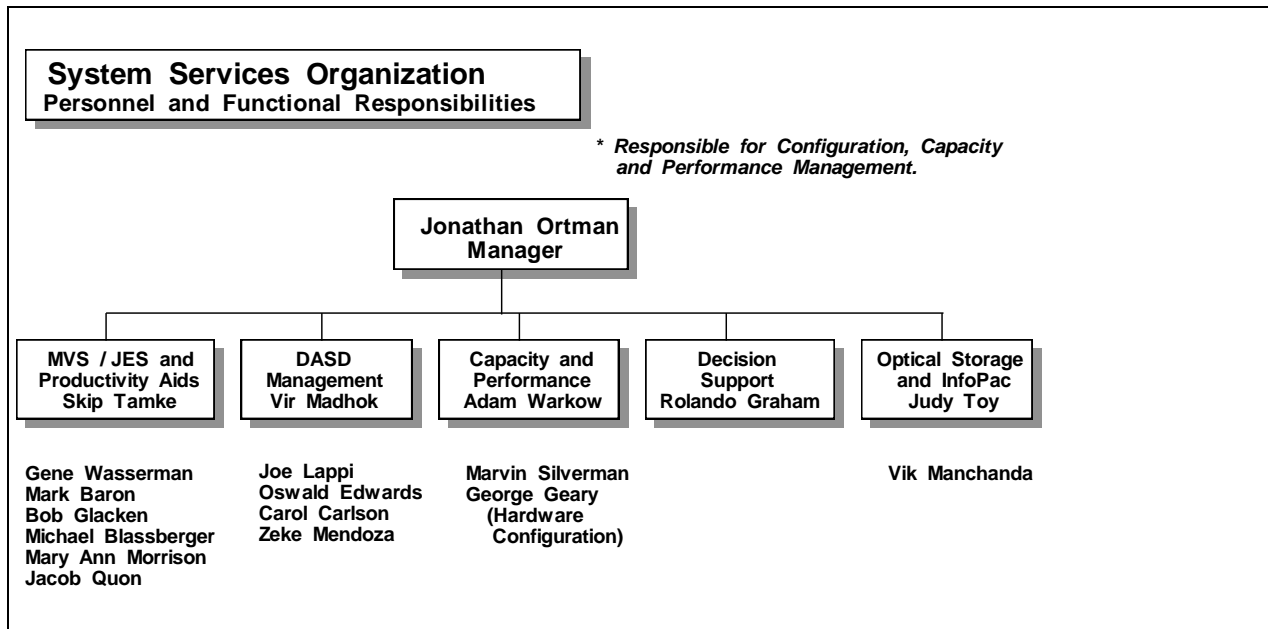 System Services Organization
Personnel and Functional Responsibilities
* Responsible for Configuration, Capacity
and Performance Management.
Jonathan Ortman
Manager
MVS / JES and
Productivity Aids
Skip Tamke
DASD
Management
Vir Madhok
Capacity and
Performance
Adam Warkow
Decision
Support
Rolando Graham
Optical Storage
and InfoPac
Judy Toy
Gene Wasserman
Mark Baron
Bob Glacken
Michael Blassberger
Mary Ann Morrison
Jacob Quon
Joe Lappi
Oswald Edwards
Carol Carlson
Zeke Mendoza
Marvin Silverman
George Geary
(Hardware
Configuration)
Vik Manchanda